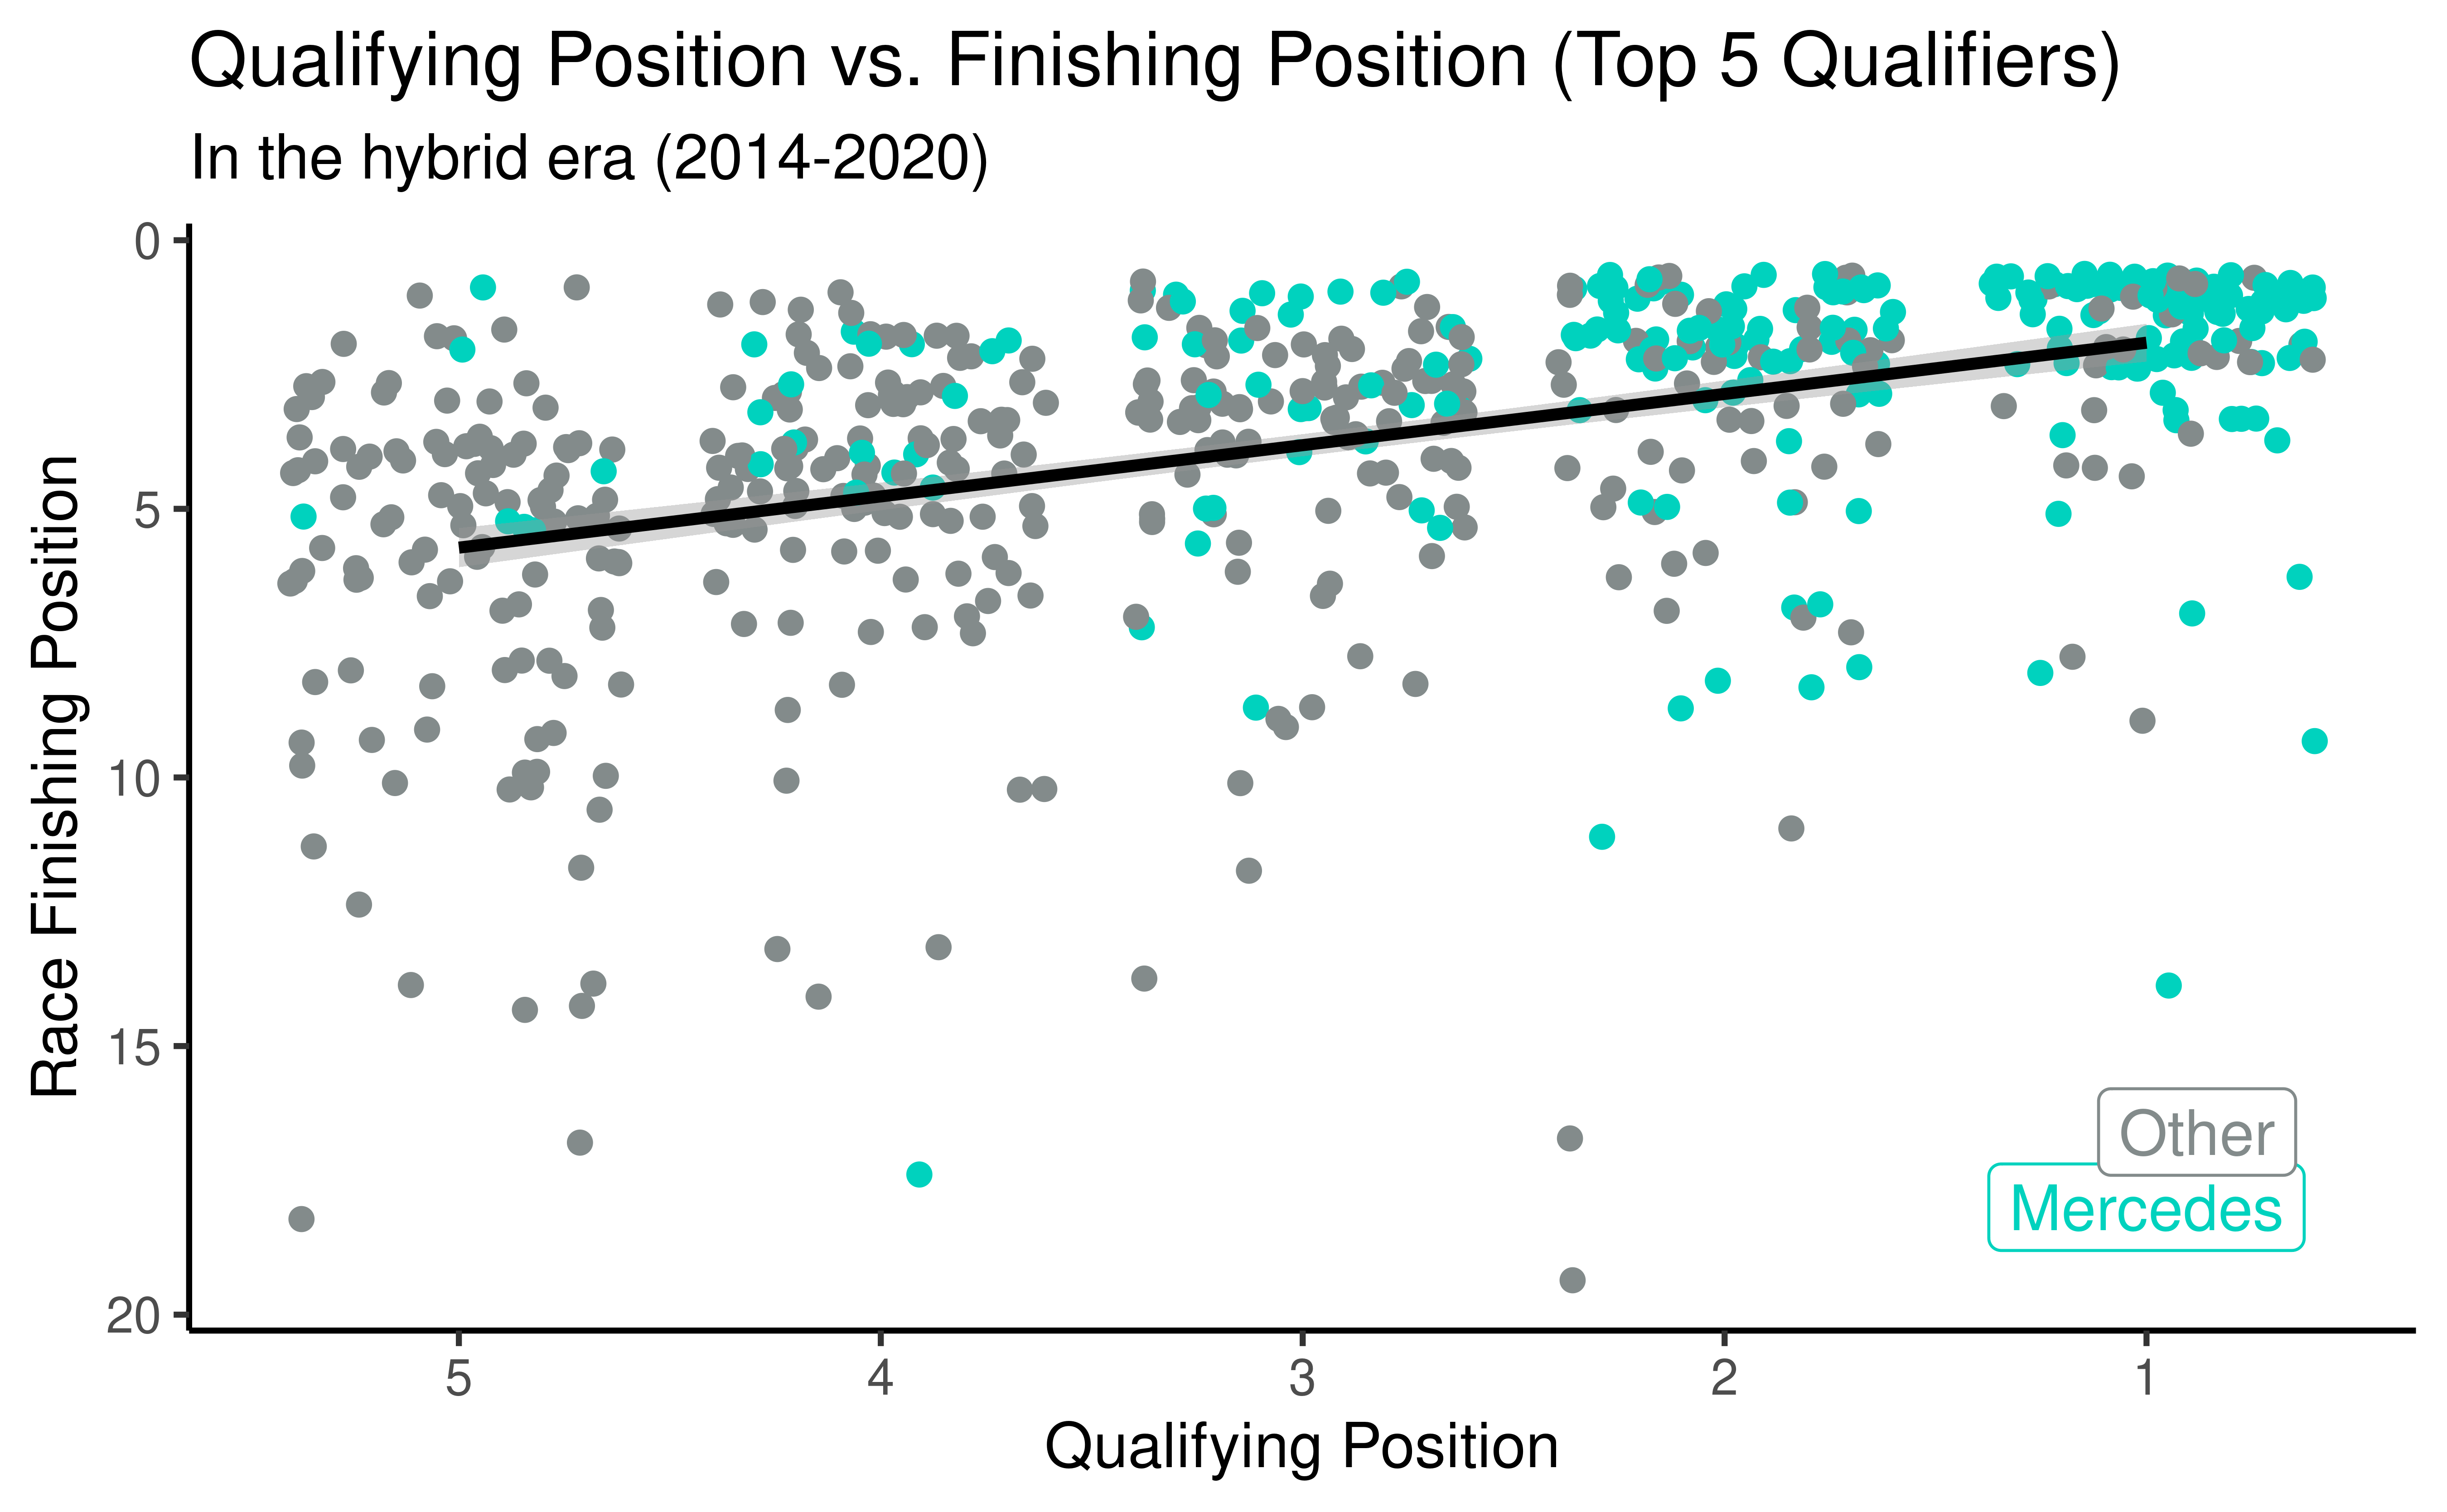 Qualifying Position vs. Finishing Position (Top 5 Qualifiers)
In the hybrid era (2014-2020)
Race Finishing Position
0
5
10
15
20
Other
Mercedes
5
4
3
2
1
Qualifying Position